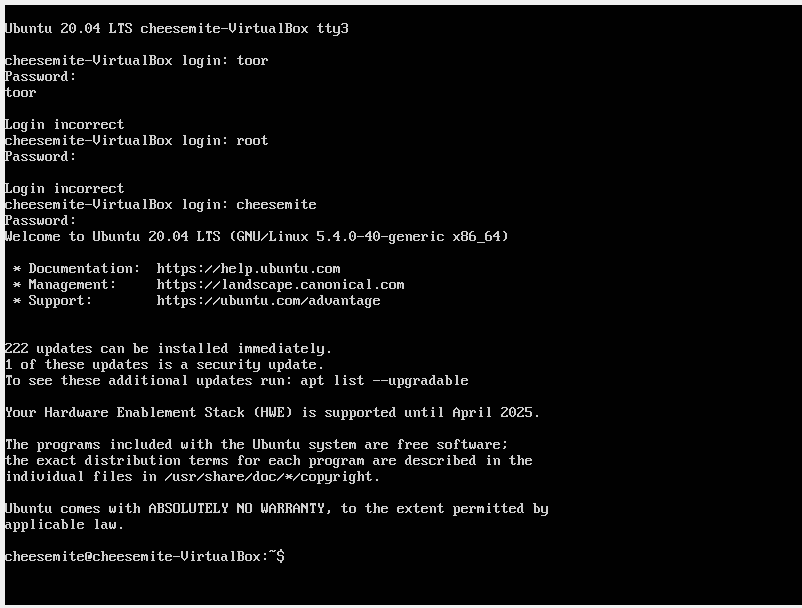 Ubuntu 20.04 LTS cheesemite-VirtualBox tty3
cheesemite-VirtualBox login: toor
Password:
toor
Login incorrect
cheesemite-VirtualBox login: root
Password:
Login incorrect
cheesemite-VirtualBox login: cheesemite
Password:
Welcome to Ubuntu 20.04 LTS (GNU/Linux 5.4.0-40-generic x86_64)
* Documentation:  https://help.ubuntu.com
* Management:     https://landscape.canonical.com
* Support:        https://ubuntu.com/advantage
222 updates can be installed immediately.
1 of these updates is a security update.
To see these additional updates run: apt list --upgradable
Your Hardware Enablement Stack (HWE) is supported until April 2025.
The programs included with the Ubuntu system are free software;
the exact distribution terms for each program are described in the
individual files in /usr/share/doc/*/copyright.
Ubuntu comes with ABSOLUTELY NO WARRANTY, to the extent permitted by
applicable law.
cheesemite@cheesemite-VirtualBox:~$